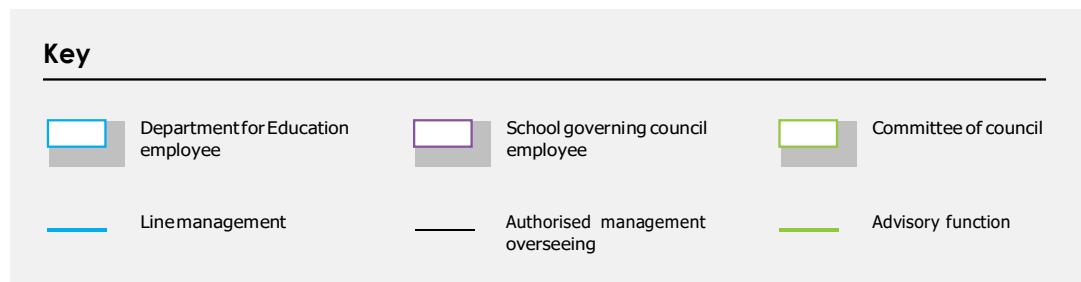 Key
Department for Education
employee
School governing council
employee
Committee of council
Line management
Authorised management
overseeing
Advisory function